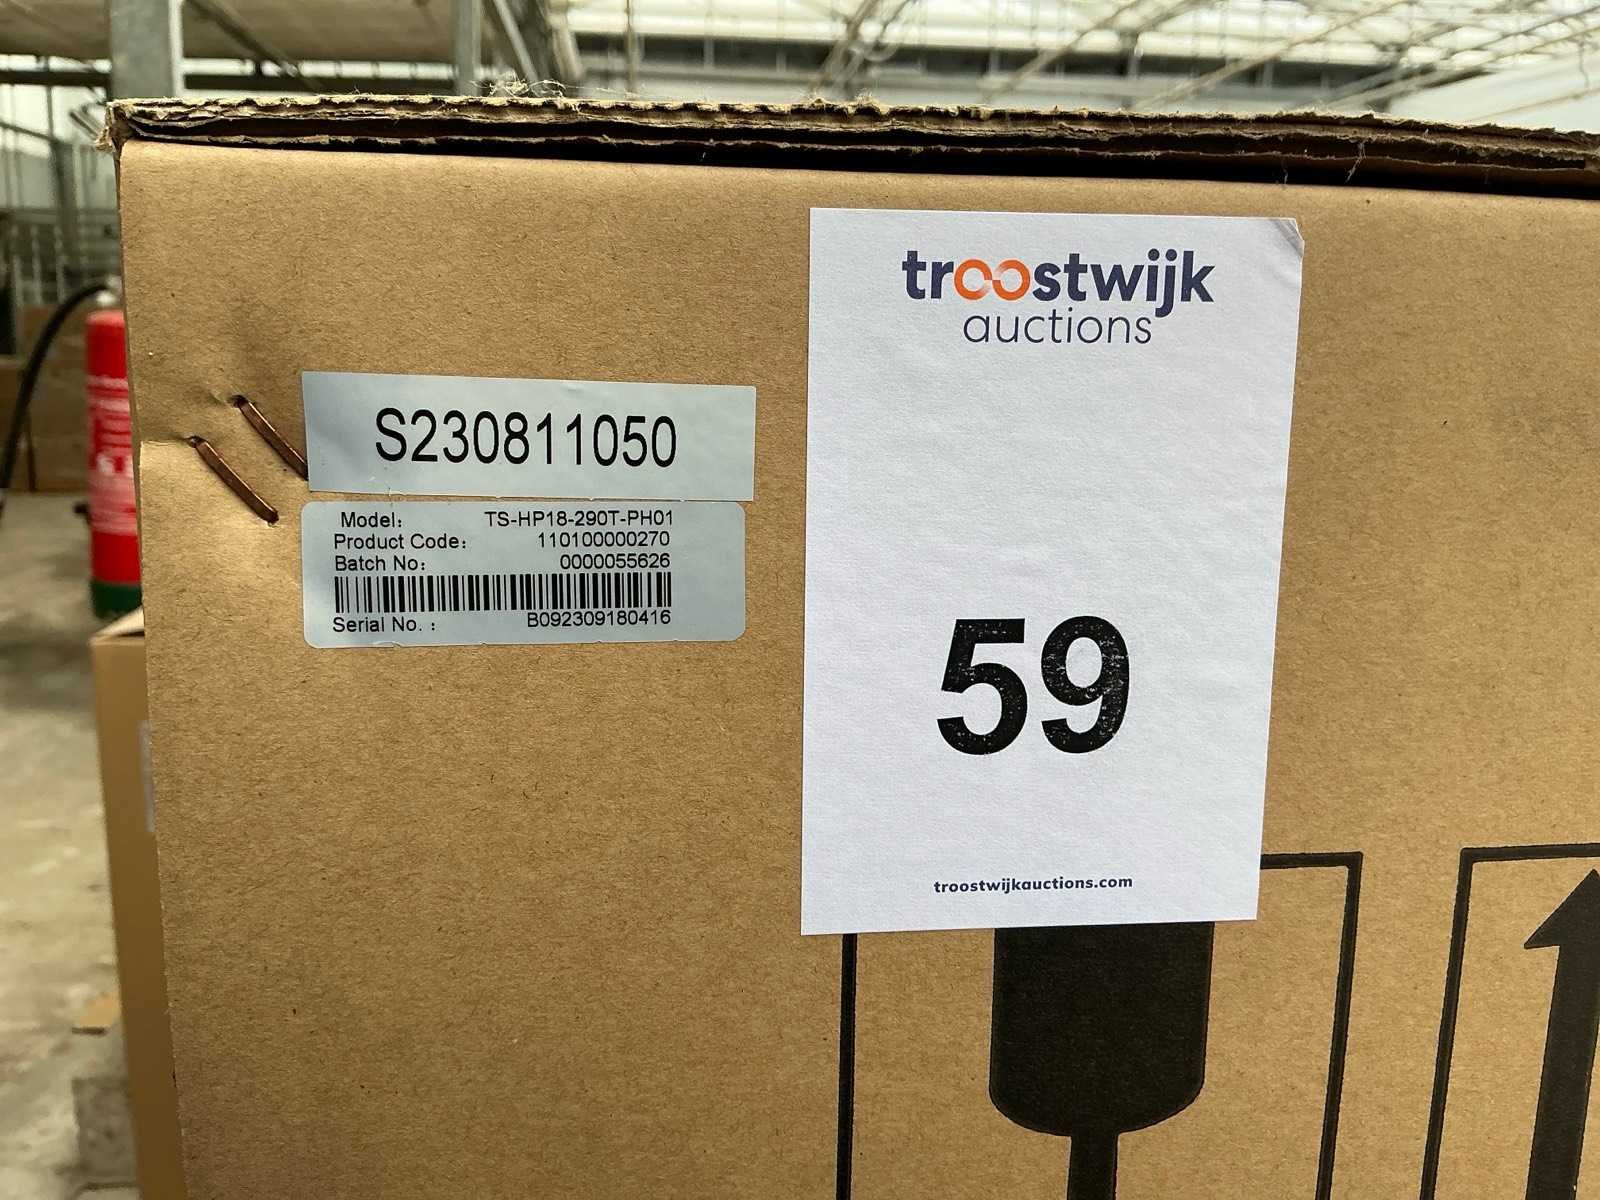 troostwijk
auctions
S230811050
Model: TS-HP18-290T-PH01
Product Code: 110100000270
Batch No: 0000055626
Serial No. : B092309180416
59
troostwijkauctions.com